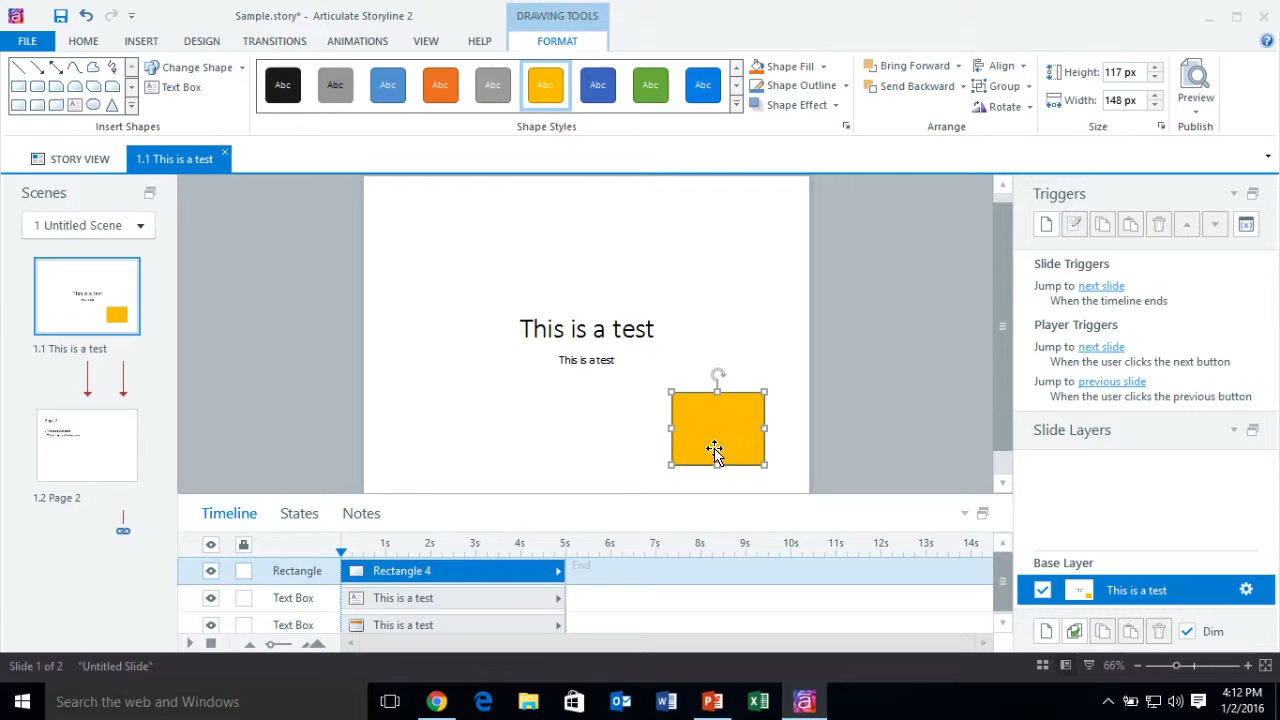 Sample.story* - Articulate Storyline 2
DRAWING TOOLS
FILE HOME INSERT DESIGN TRANSITIONS ANIMATIONS VIEW HELP FORMAT
Change Shape
Text Box
Insert Shapes
Abc Abc Abc Abc Abc Abc Abc Abc Abc
Shape Styles
Shape Fill
Shape Outline
Shape Effect
Bring Forward
Send Backward
Align
Group
Rotate
Arrange
Height: 117 px
Width: 148 px
Size
Preview
Publish
STORY VIEW
1.1 This is a test
Scenes
1 Untitled Scene
This is a test
1.1 This is a test
Page 2
1.2 Page 2
This is a test
This is a test
Triggers
Slide Triggers
Jump to next slide
When the timeline ends
Player Triggers
Jump to next slide
When the user clicks the next button
Jump to previous slide
When the user clicks the previous button
Slide Layers
Base Layer
This is a test
Dim
Timeline States Notes
1s 2s 3s 4s 5s 6s 7s 8s 9s 10s 11s 12s 13s 14s
Rectangle Rectangle 4 End
Text Box This is a test
Text Box This is a test
Slide 1 of 2 "Untitled Slide"
66%
Search the web and Windows
4:12 PM
1/2/2016